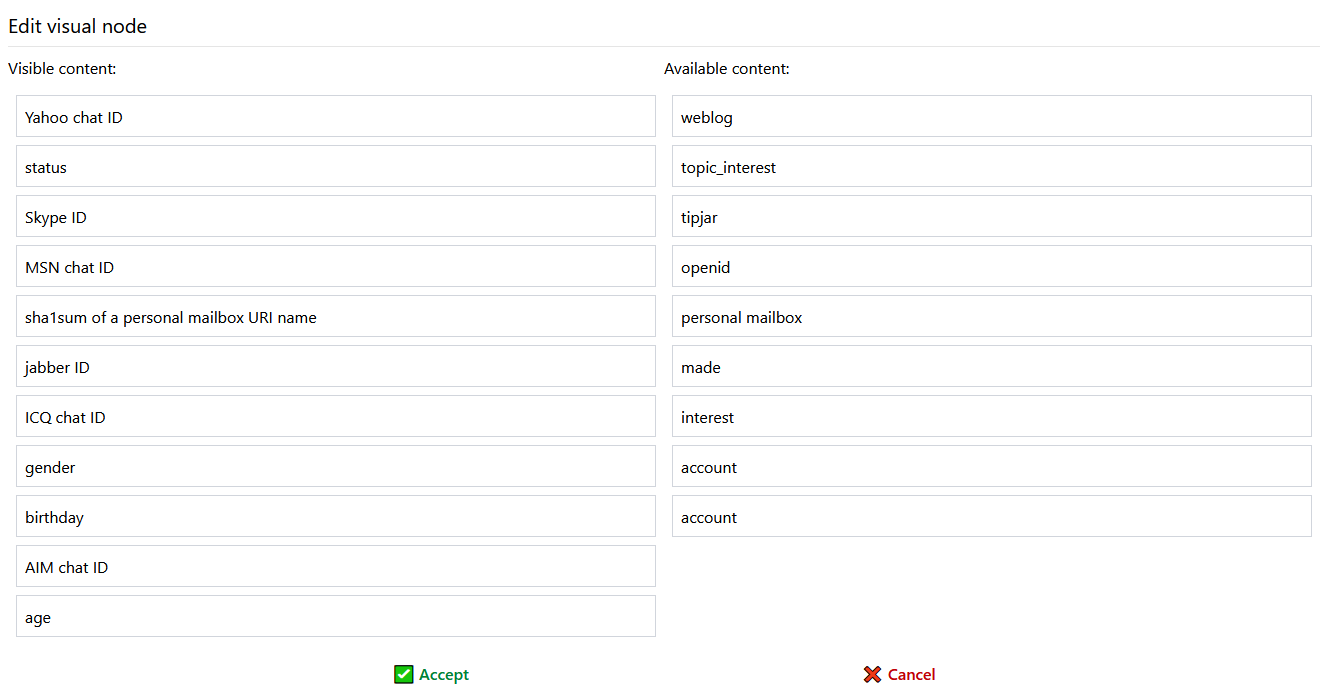 Edit visual node
Visible content:
Yahoo chat ID
status
Skype ID
MSN chat ID
sha1sum of a personal mailbox URI name
jabber ID
ICQ chat ID
gender
birthday
AIM chat ID
age
Available content:
weblog
topic_interest
tipjar
openid
personal mailbox
made
interest
account
account
Accept
Cancel